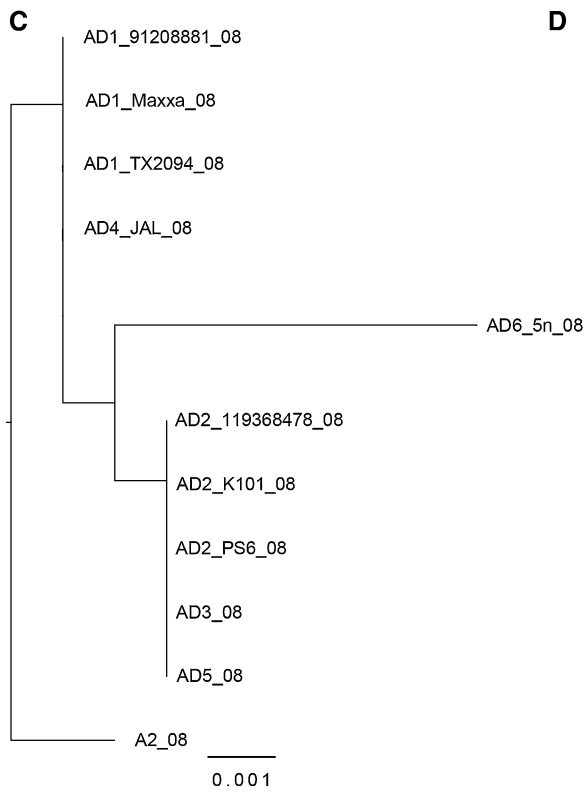 C
D
AD1_91208881_08
AD1_Maxxa_08
AD1_TX2094_08
AD4_JAL_08
AD6_5n_08
AD2_119368478_08
AD2_K101_08
AD2_PS6_08
AD3_08
AD5_08
A2_08
0.001